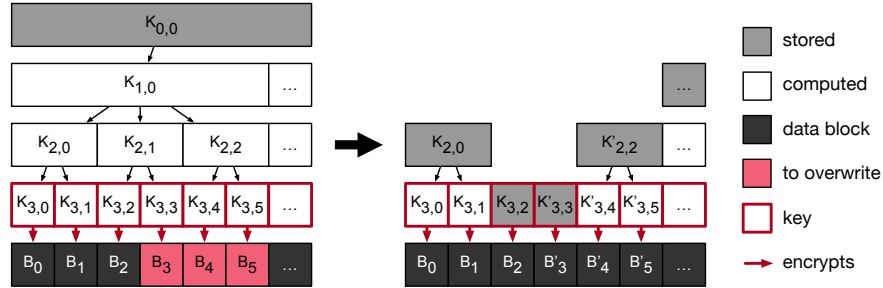 K0,0
stored
K1,0
...
...
computed
K2,0
K2,1
K2,2
...
K2,0
K'2,2
...
data block
to overwrite
K3,0
K3,1
K3,2
K3,3
K3,4
K3,5
...
K3,0
K3,1
K3,2
K'3,3
K'3,4
K'3,5
...
key
B0
B1
B2
B3
B4
B5
...
B0
B1
B2
B'3
B'4
B'5
...
encrypts